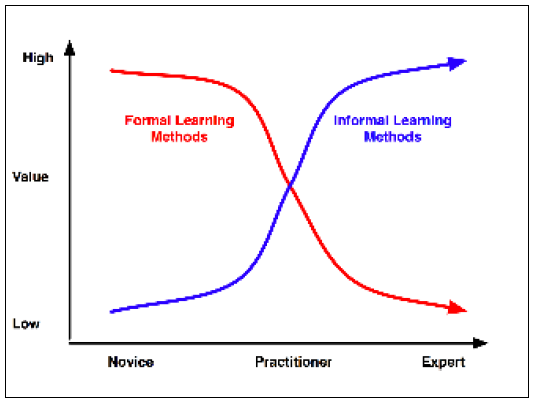 High
Formal Learning
Methods
Informal Learning
Methods
Value
Low
Novice
Practitioner
Expert